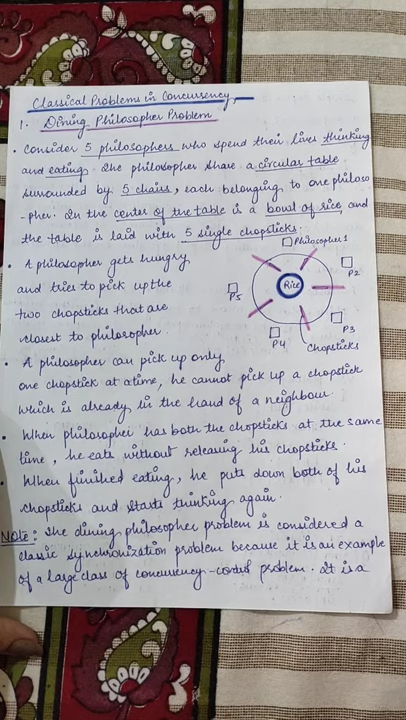 Classical Problems in Concurrency
1. Dining Philosopher Problem
• Consider 5 philosophers who spend their lives thinking
and eating. The philosopher share a circular table
surrounded by 5 chairs, each belonging to one philoso
-pher. In the center of the table is a bowl of rice, and
the table is laid with 5 single chopsticks.
• A philosopher gets hungry
and tries to pick up the
two chopsticks that are
closest to philosopher.
Philosopher 1
P2
Rice
P5
P3
P4
Chopsticks
• A philosopher can pick up only
one chopstick at a time, he cannot pick up a chopstick
which is already in the hand of a neighbour.
• When philosopher has both the chopsticks at the same
time, he eats without releasing his chopsticks.
• When finished eating, he puts down both of his
chopsticks and starts thinking again.
Note: The dining philosopher problem is considered a
classic synchronization problem because it is an example
of a large class of concurrency-control problem. It is a